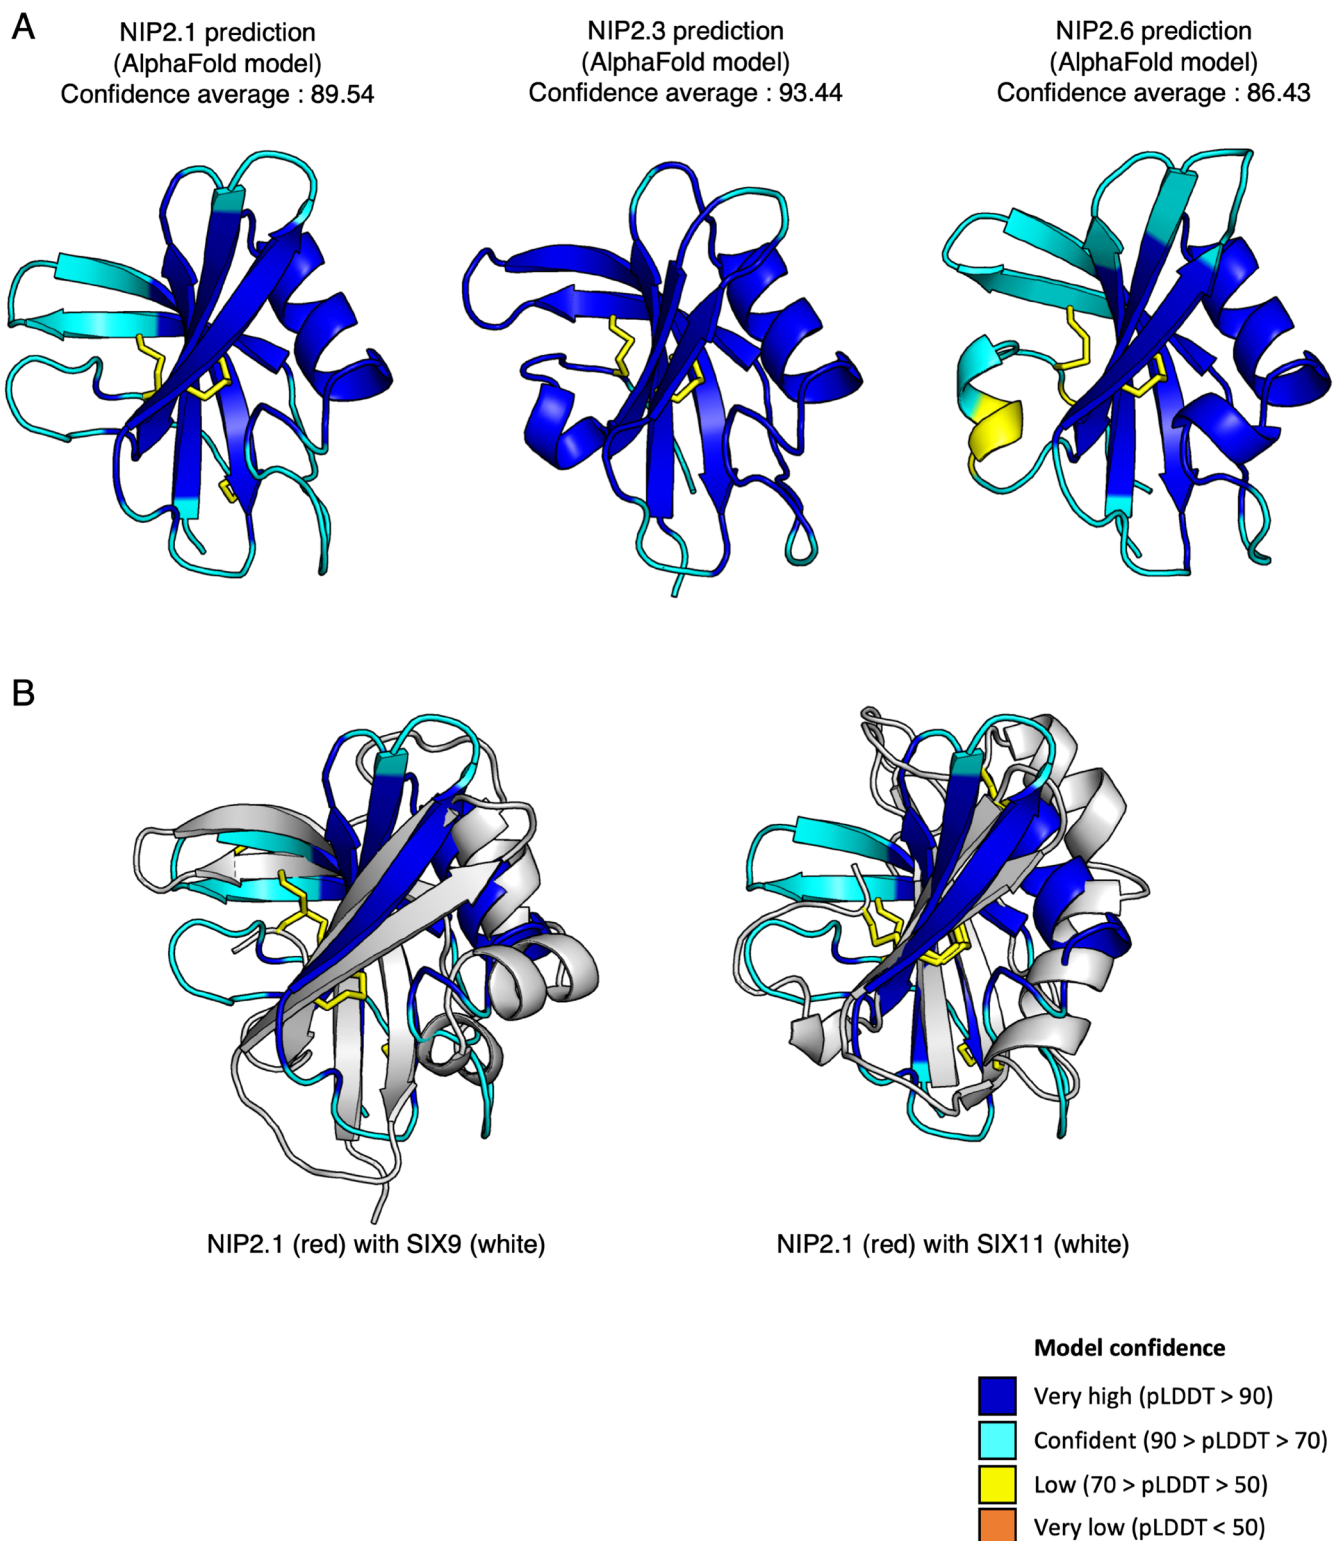 A
NIP2.1 prediction
(AlphaFold model)
Confidence average : 89.54
NIP2.3 prediction
(AlphaFold model)
Confidence average : 93.44
NIP2.6 prediction
(AlphaFold model)
Confidence average : 86.43
B
NIP2.1 (red) with SIX9 (white)
NIP2.1 (red) with SIX11 (white)
Model confidence
Very high (pLDDT > 90)
Confident (90 > pLDDT > 70)
Low (70 > pLDDT > 50)
Very low (pLDDT < 50)